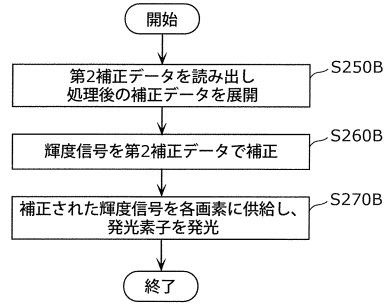 開始
第2補正データを読み出し
処理後の補正データを展開
S250B
輝度信号を第2補正データで補正
S260B
補正された輝度信号を各画素に供給し、
発光素子を発光
S270B
終了